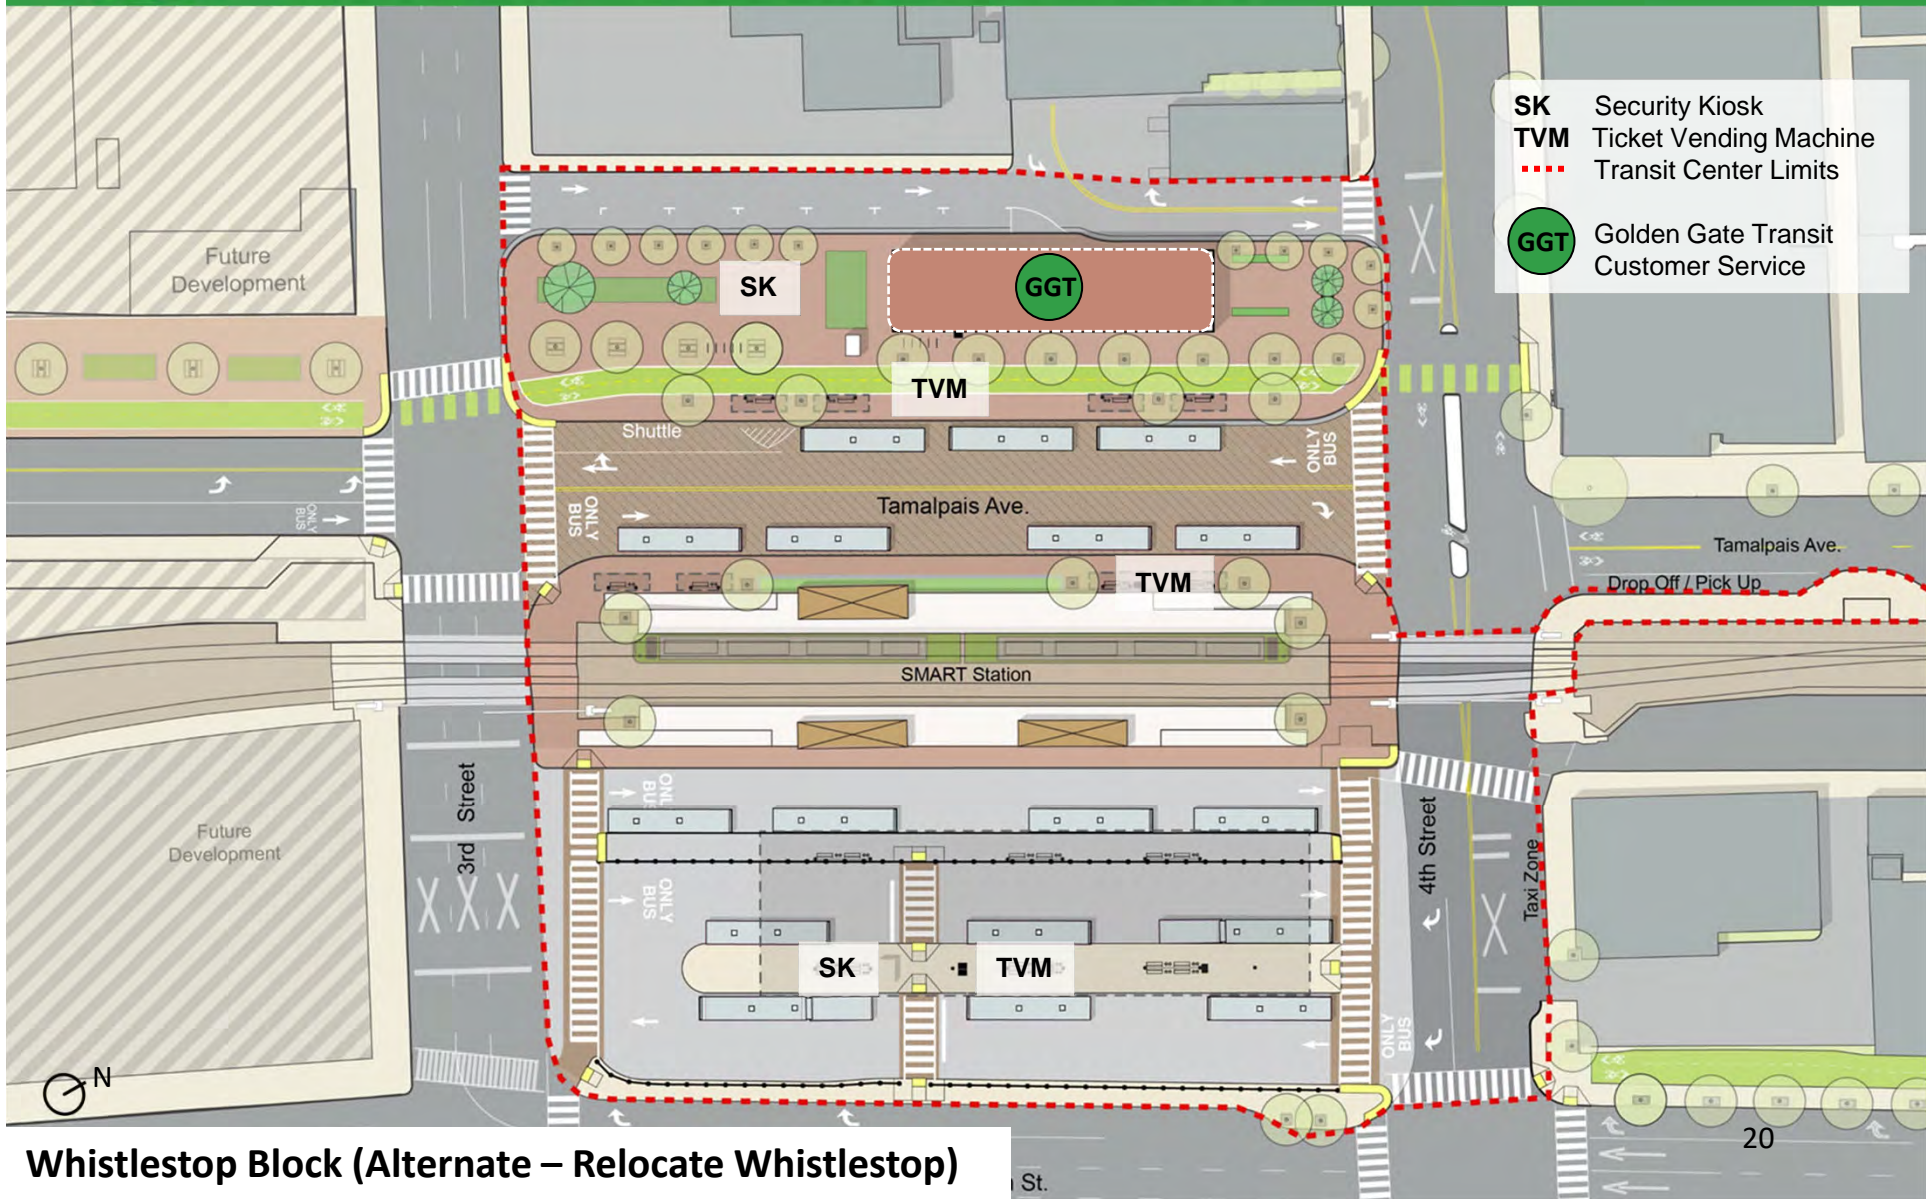 SK Security Kiosk
TVM Ticket Vending Machine
Transit Center Limits
GGT Golden Gate Transit
Customer Service
Future
Development
SK
GGT
TVM
Shuttle
ONLY
BUS
Tamalpais Ave.
ONLY
BUS
ONLY
BUS
Tamalpais Ave.
Drop Off / Pick Up
TVM
SMART Station
3rd Street
Future
Development
ONLY
BUS
ONLY
BUS
4th Street
Taxi Zone
SK
TVM
ONLY
BUS
N
20
Whistlestop Block (Alternate – Relocate Whistlestop)
St.